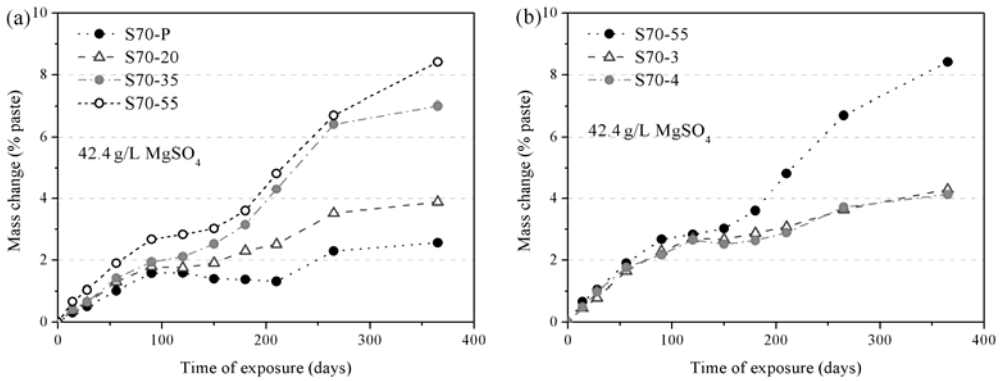 (a)
S70-P
S70-20
S70-35
S70-55
42.4 g/L MgSO4
Mass change (% paste)
10
8
6
4
2
0
0 100 200 300 400
Time of exposure (days)
(b)
S70-55
S70-3
S70-4
42.4 g/L MgSO4
Mass change (% paste)
10
8
6
4
2
0
0 100 200 300 400
Time of exposure (days)